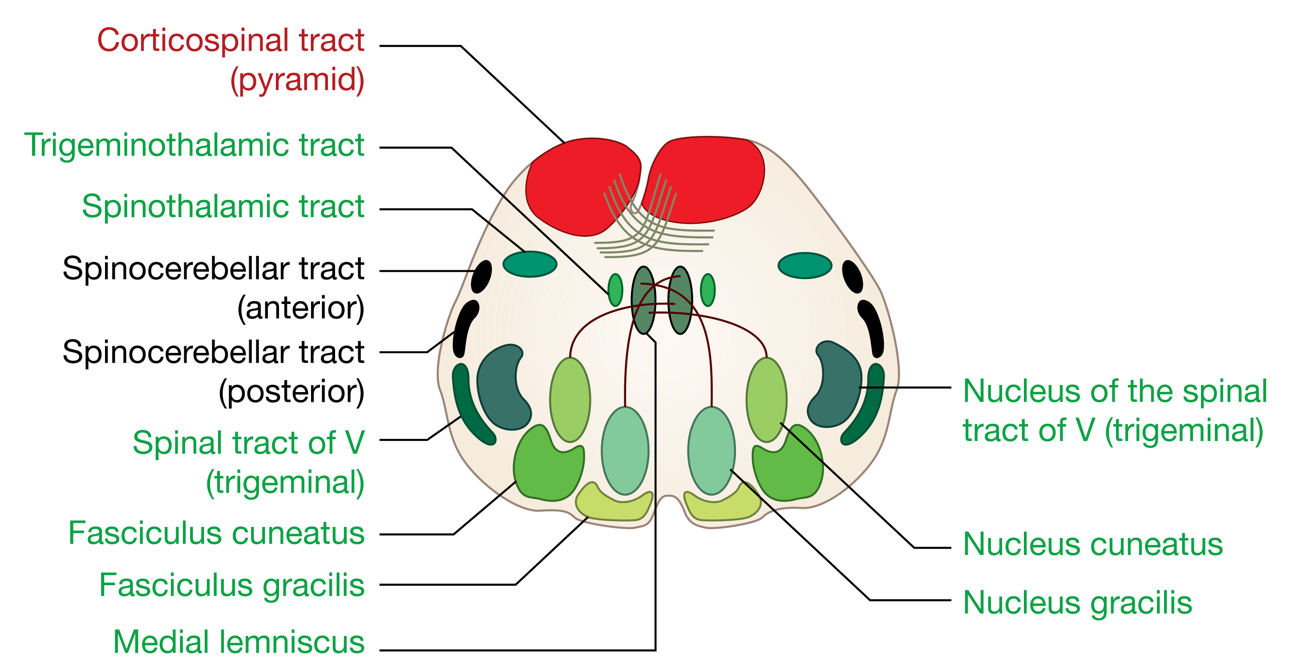 Corticospinal tract
(pyramid)
Trigeminothalamic tract
Spinothalamic tract
Spinocerebellar tract
(anterior)
Spinocerebellar tract
(posterior)
Spinal tract of V
(trigeminal)
Fasciculus cuneatus
Fasciculus gracilis
Medial lemniscus
Nucleus of the spinal
tract of V (trigeminal)
Nucleus cuneatus
Nucleus gracilis